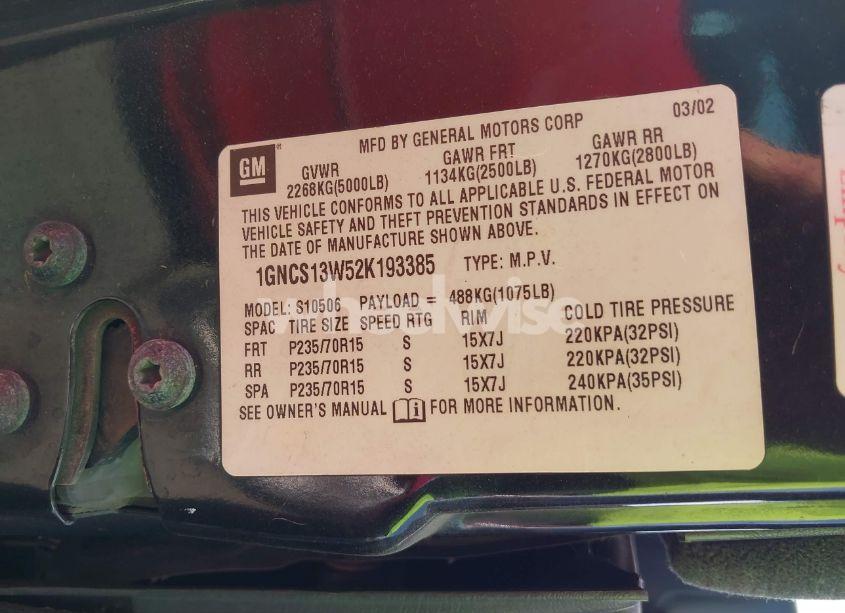 03/02
MFD BY GENERAL MOTORS CORP
GM
GVWR GAWR FRT GAWR RR
2268KG(5000LB) 1134KG(2500LB) 1270KG(2800LB)
THIS VEHICLE CONFORMS TO ALL APPLICABLE U.S. FEDERAL MOTOR
VEHICLE SAFETY AND THEFT PREVENTION STANDARDS IN EFFECT ON
THE DATE OF MANUFACTURE SHOWN ABOVE.
1GNCS13W52K193385 TYPE: M.P.V.
MODEL: S10506 PAYLOAD = 488KG(1075LB)
SPAC TIRE SIZE SPEED RTG RIM COLD TIRE PRESSURE
FRT P235/70R15 S 15X7J 220KPA(32PSI)
RR P235/70R15 S 15X7J 220KPA(32PSI)
SPA P235/70R15 S 15X7J 240KPA(35PSI)
SEE OWNER'S MANUAL FOR MORE INFORMATION.